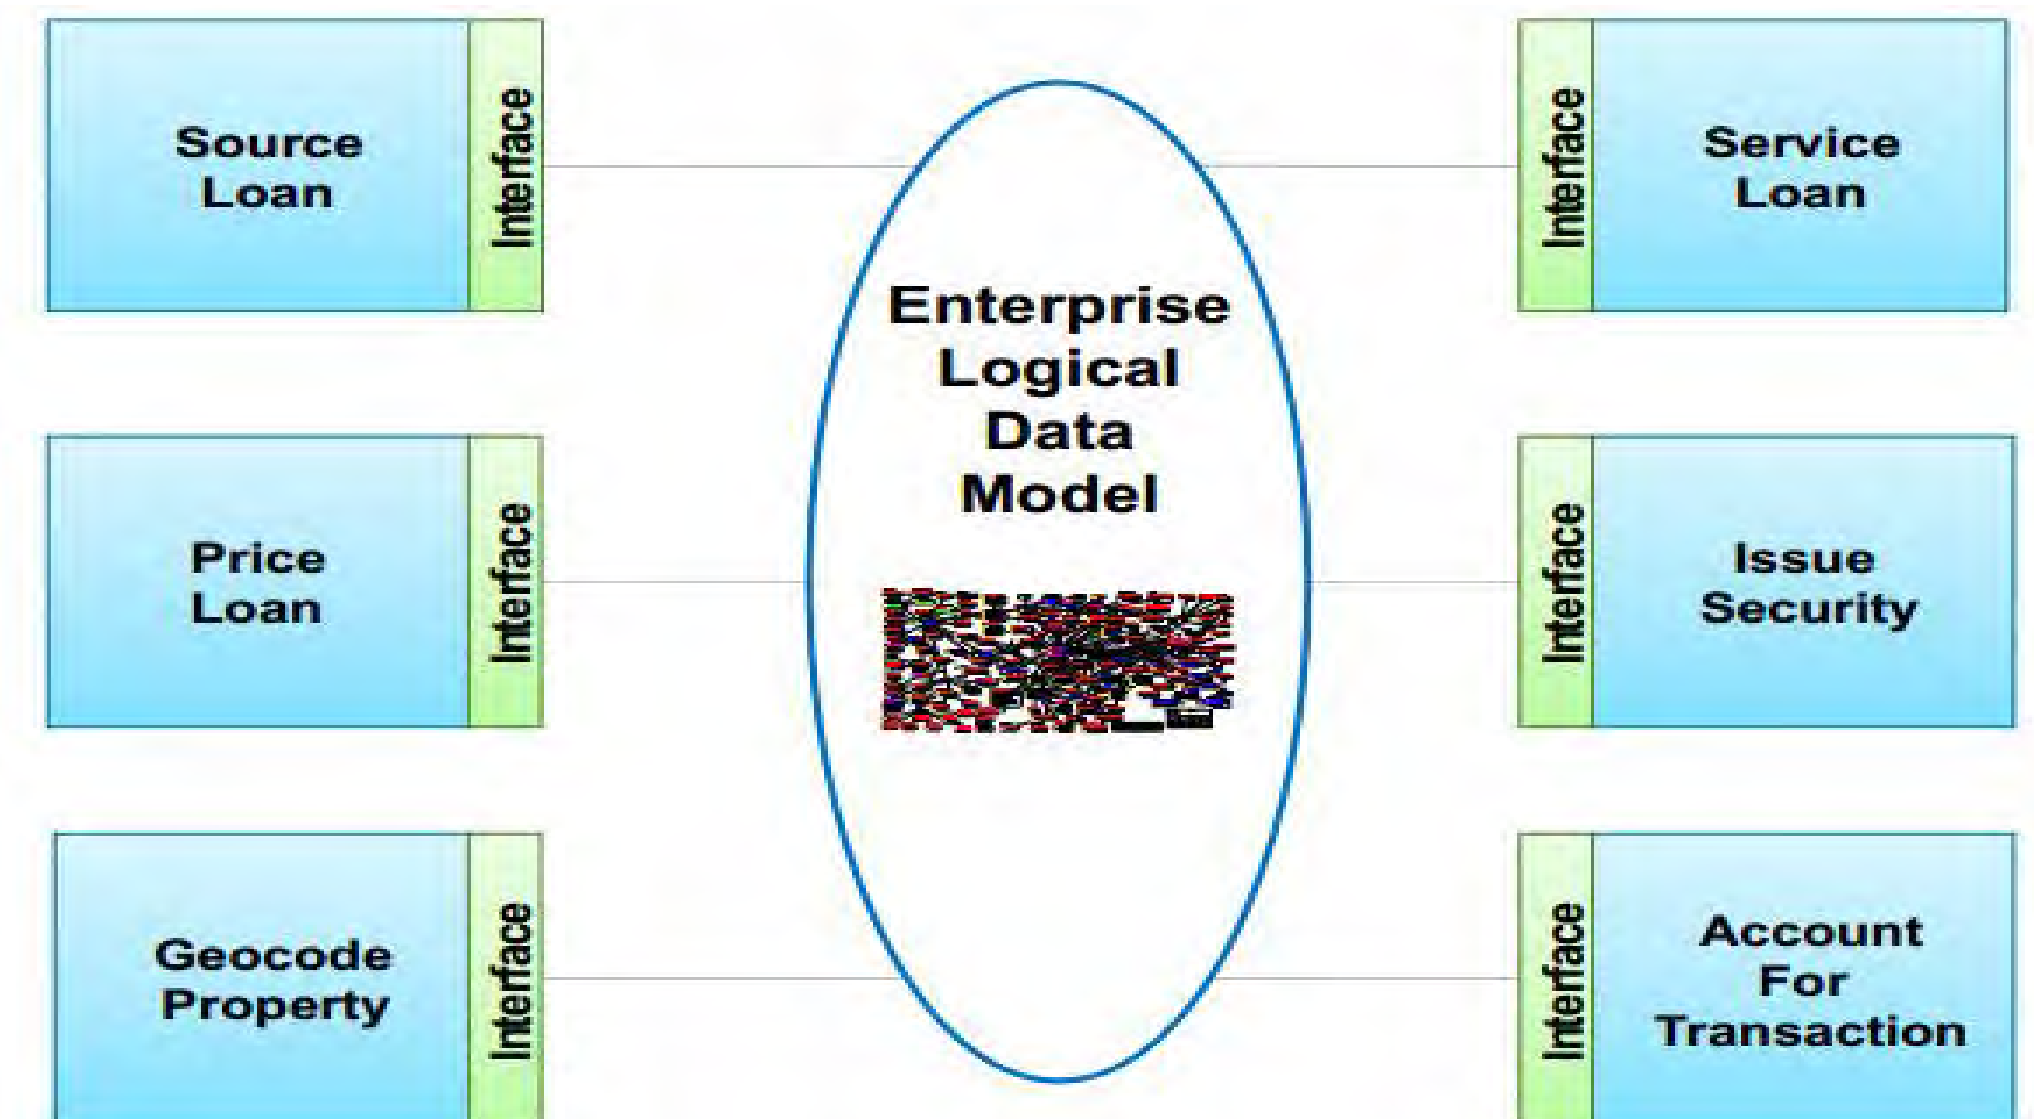 Source
Loan
Interface
Interface
Service
Loan
Enterprise
Logical
Data
Model
Price
Loan
Interface
Interface
Issue
Security
Geocode
Property
Interface
Interface
Account
For
Transaction